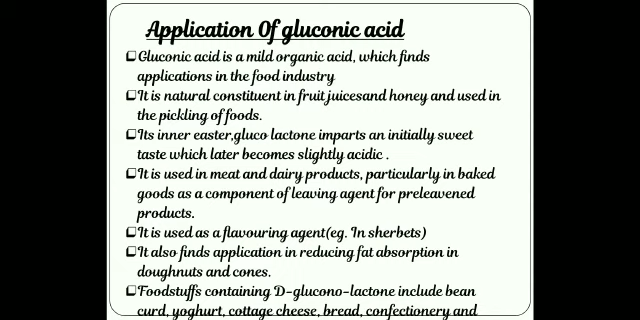 Application Of gluconic acid
❑Gluconic acid is a mild organic acid, which finds
applications in the food industry
❑It is natural constituent in fruit juicesand honey and used in
the pickling of foods.
❑Its inner easter,gluco lactone imparts an initially sweet
taste which later becomes slightly acidic .
❑It is used in meat and dairy products, particularly in baked
goods as a component of leaving agent for preleavened
products.
❑It is used as a flavouring agent(eg. In sherbets)
❑It also finds application in reducing fat absorption in
doughnuts and cones.
❑Foodstuffs containing D-glucono-lactone include bean
curd, yoghurt, cottage cheese, bread, confectionery and